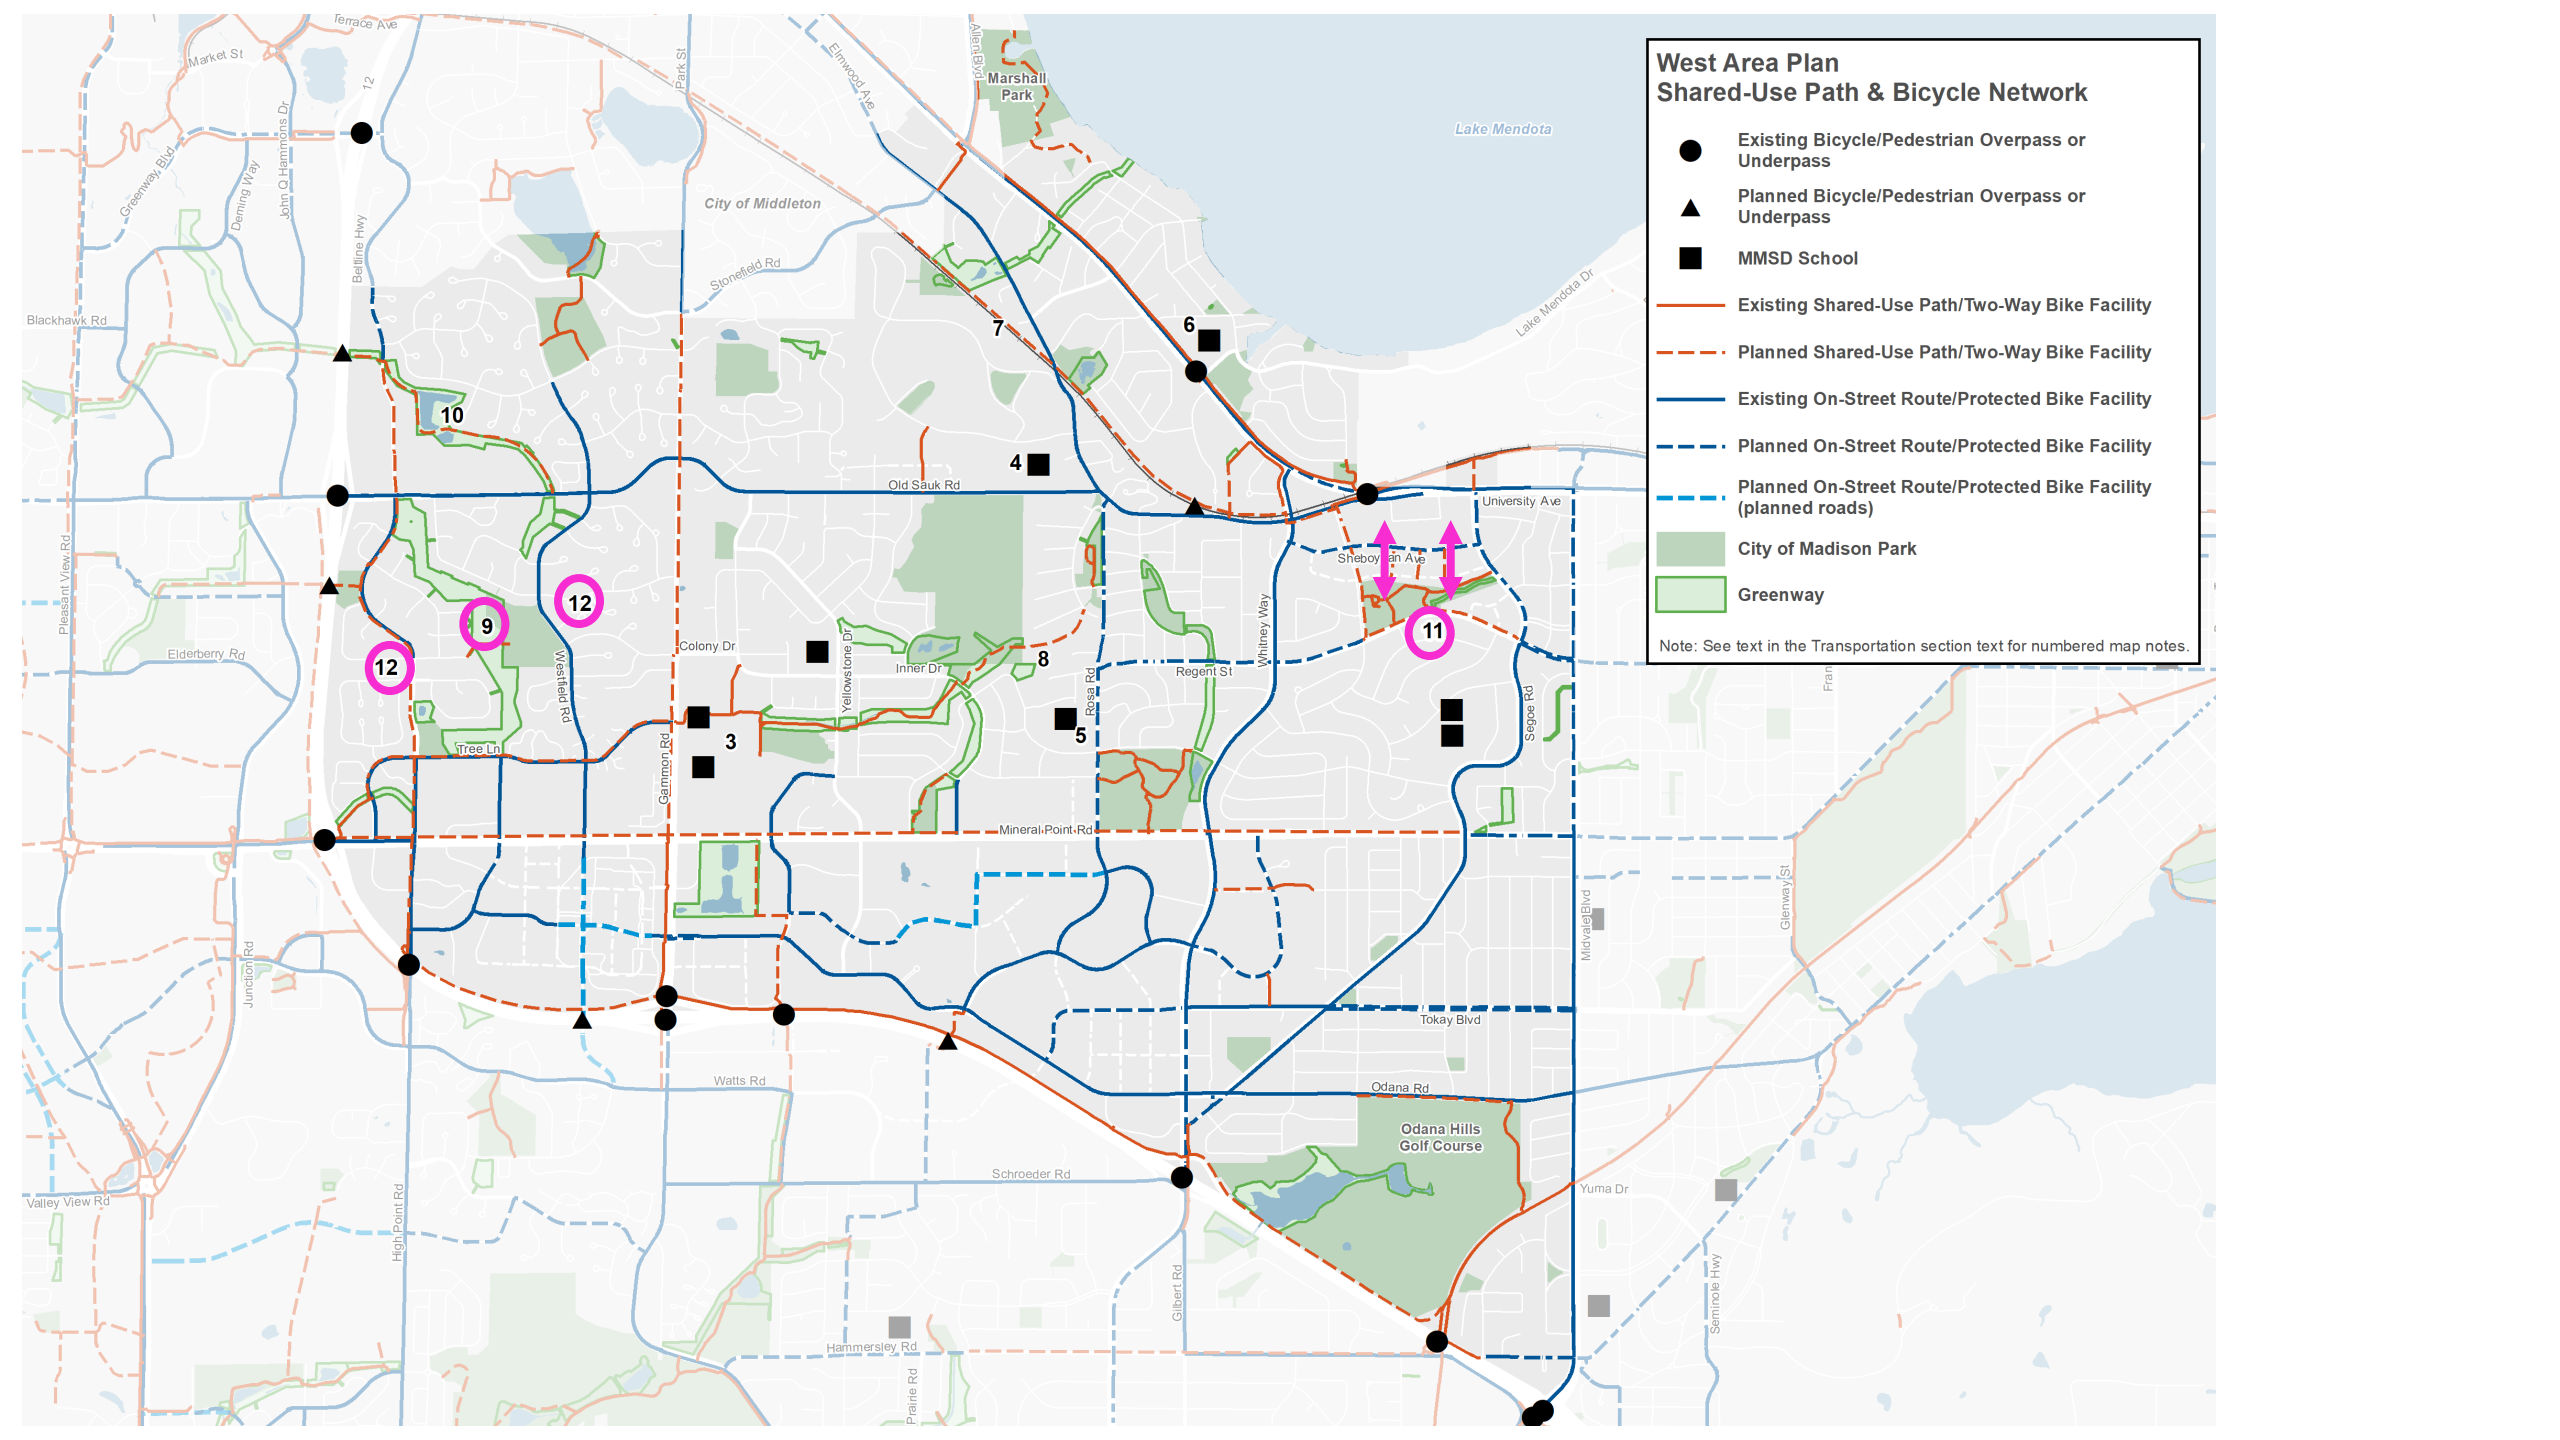 West Area Plan
Shared-Use Path & Bicycle Network
Existing Bicycle/Pedestrian Overpass or
Underpass
Planned Bicycle/Pedestrian Overpass or
Underpass
MMSD School
Existing Shared-Use Path/Two-Way Bike Facility
Planned Shared-Use Path/Two-Way Bike Facility
Existing On-Street Route/Protected Bike Facility
Planned On-Street Route/Protected Bike Facility
Planned On-Street Route/Protected Bike Facility
(planned roads)
City of Madison Park
Greenway
Note: See text in the Transportation section text for numbered map notes.
Terrace Ave
Market St
12
Park St
Elmwood Ave
Allen Blvd
Marshall
Park
Lake Mendota
Greenway Blvd
Deming Way
John Q Hammons Dr
Beltline Hwy
City of Middleton
Stonefield Rd
Lake Mendota Dr
Blackhawk Rd
7
6
10
4
Old Sauk Rd
University Ave
Pleasant View Rd
Sheboygan Ave
12
9
12
11
Elderberry Rd
Westfield Rd
Colony Dr
Yellowstone Dr
Inner Dr
8
Rosa Rd
Regent St
Whitney Way
Segoe Rd
Fran
Tree Ln
Gammon Rd
3
5
Mineral Point Rd
Junction Rd
Midvale Blvd
Glenway St
Tokay Blvd
Watts Rd
Odana Rd
Odana Hills
Golf Course
Schroeder Rd
Yuma Dr
Valley View Rd
High Point Rd
Gilbert Rd
Seminole Hwy
Hammersley Rd
Prairie Rd